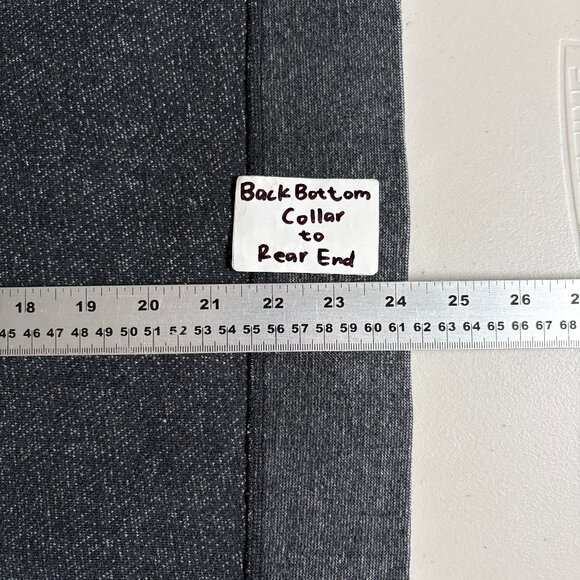 Back Bottom
Collar
to
Rear End
18 19 20 21 22 23 24 25 26
45 46 47 48 49 50 51 52 53 54 55 56 57 58 59 60 61 62 63 64 65 66 67 68